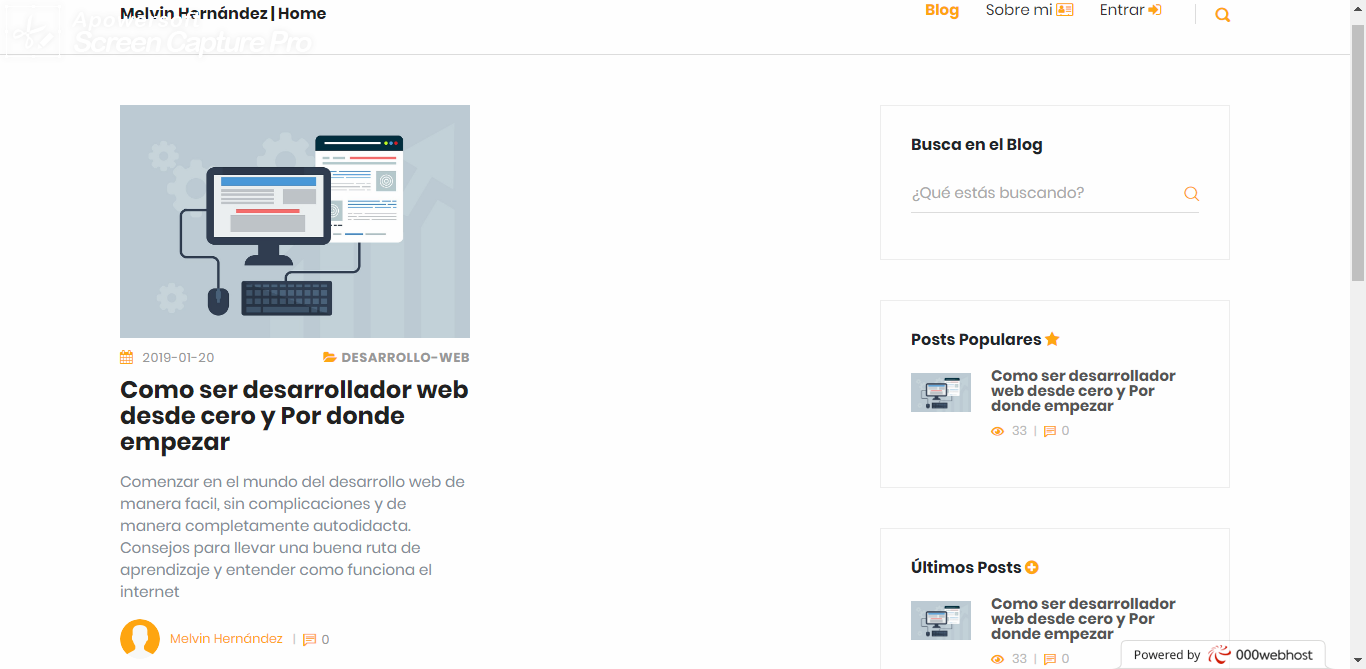 Melvin Hernández | Home
Blog
Sobre mi
Entrar
Apowersoft
Screen Capture Pro
2019-01-20
DESARROLLO-WEB
Como ser desarrollador web
desde cero y Por donde
empezar
Comenzar en el mundo del desarrollo web de
manera facil, sin complicaciones y de
manera completamente autodidacta.
Consejos para llevar una buena ruta de
aprendizaje y entender como funciona el
internet
Melvin Hernández | 0
Busca en el Blog
¿Qué estás buscando?
Posts Populares
Como ser desarrollador
web desde cero y Por
donde empezar
33 | 0
Últimos Posts
Como ser desarrollador
web desde cero y Por
donde empezar
33 | 0
Powered by 000webhost